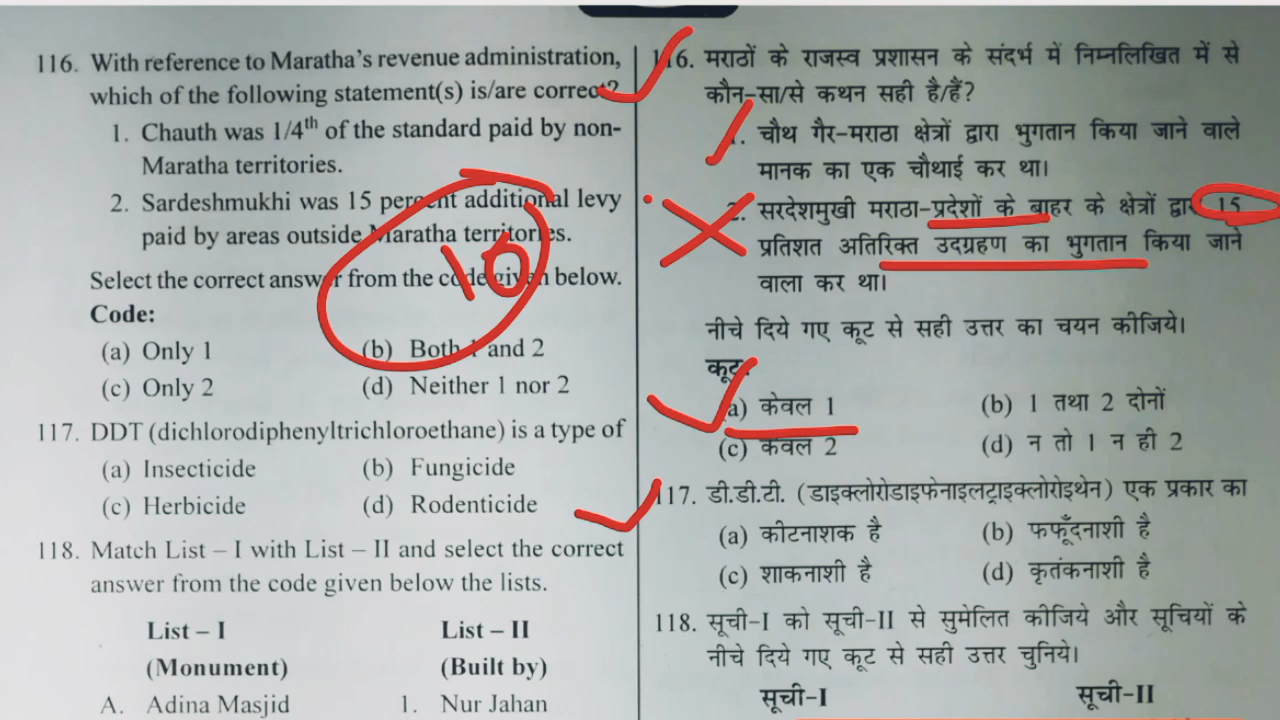 116. With reference to Maratha's revenue administration,
which of the following statement(s) is/are correct?
1. Chauth was 1/4th of the standard paid by non-
Maratha territories.
2. Sardeshmukhi was 15 percent additional levy
paid by areas outside Maratha territories.
Select the correct answer from the code given below.
10
Code:
(a) Only 1 (b) Both 1 and 2
(c) Only 2 (d) Neither 1 nor 2
117. DDT (dichlorodiphenyltrichloroethane) is a type of
(a) Insecticide (b) Fungicide
(c) Herbicide (d) Rodenticide
118. Match List – I with List – II and select the correct
answer from the code given below the lists.
List – I List – II
(Monument) (Built by)
A. Adina Masjid 1. Nur Jahan
116. मराठों के राजस्व प्रशासन के संदर्भ में निम्नलिखित में से
कौन-सा/से कथन सही है/हैं?
1. चौथ गैर-मराठा क्षेत्रों द्वारा भुगतान किया जाने वाले
मानक का एक चौथाई कर था।
2. सरदेशमुखी मराठा-प्रदेशों के बाहर के क्षेत्रों द्वारा 15
प्रतिशत अतिरिक्त उदग्रहण का भुगतान किया जाने
वाला कर था।
नीचे दिये गए कूट से सही उत्तर का चयन कीजिये।
कूट:
(a) केवल 1 (b) 1 तथा 2 दोनों
(c) केवल 2 (d) न तो 1 न ही 2
117. डी.डी.टी. (डाइक्लोरोडाइफेनाइलट्राइक्लोरोइथेन) एक प्रकार का
(a) कीटनाशक है (b) फफूँदनाशी है
(c) शाकनाशी है (d) कृतंकनाशी है
118. सूची-I को सूची-II से सुमेलित कीजिये और सूचियों के
नीचे दिये गए कूट से सही उत्तर चुनिये।
सूची-I सूची-II